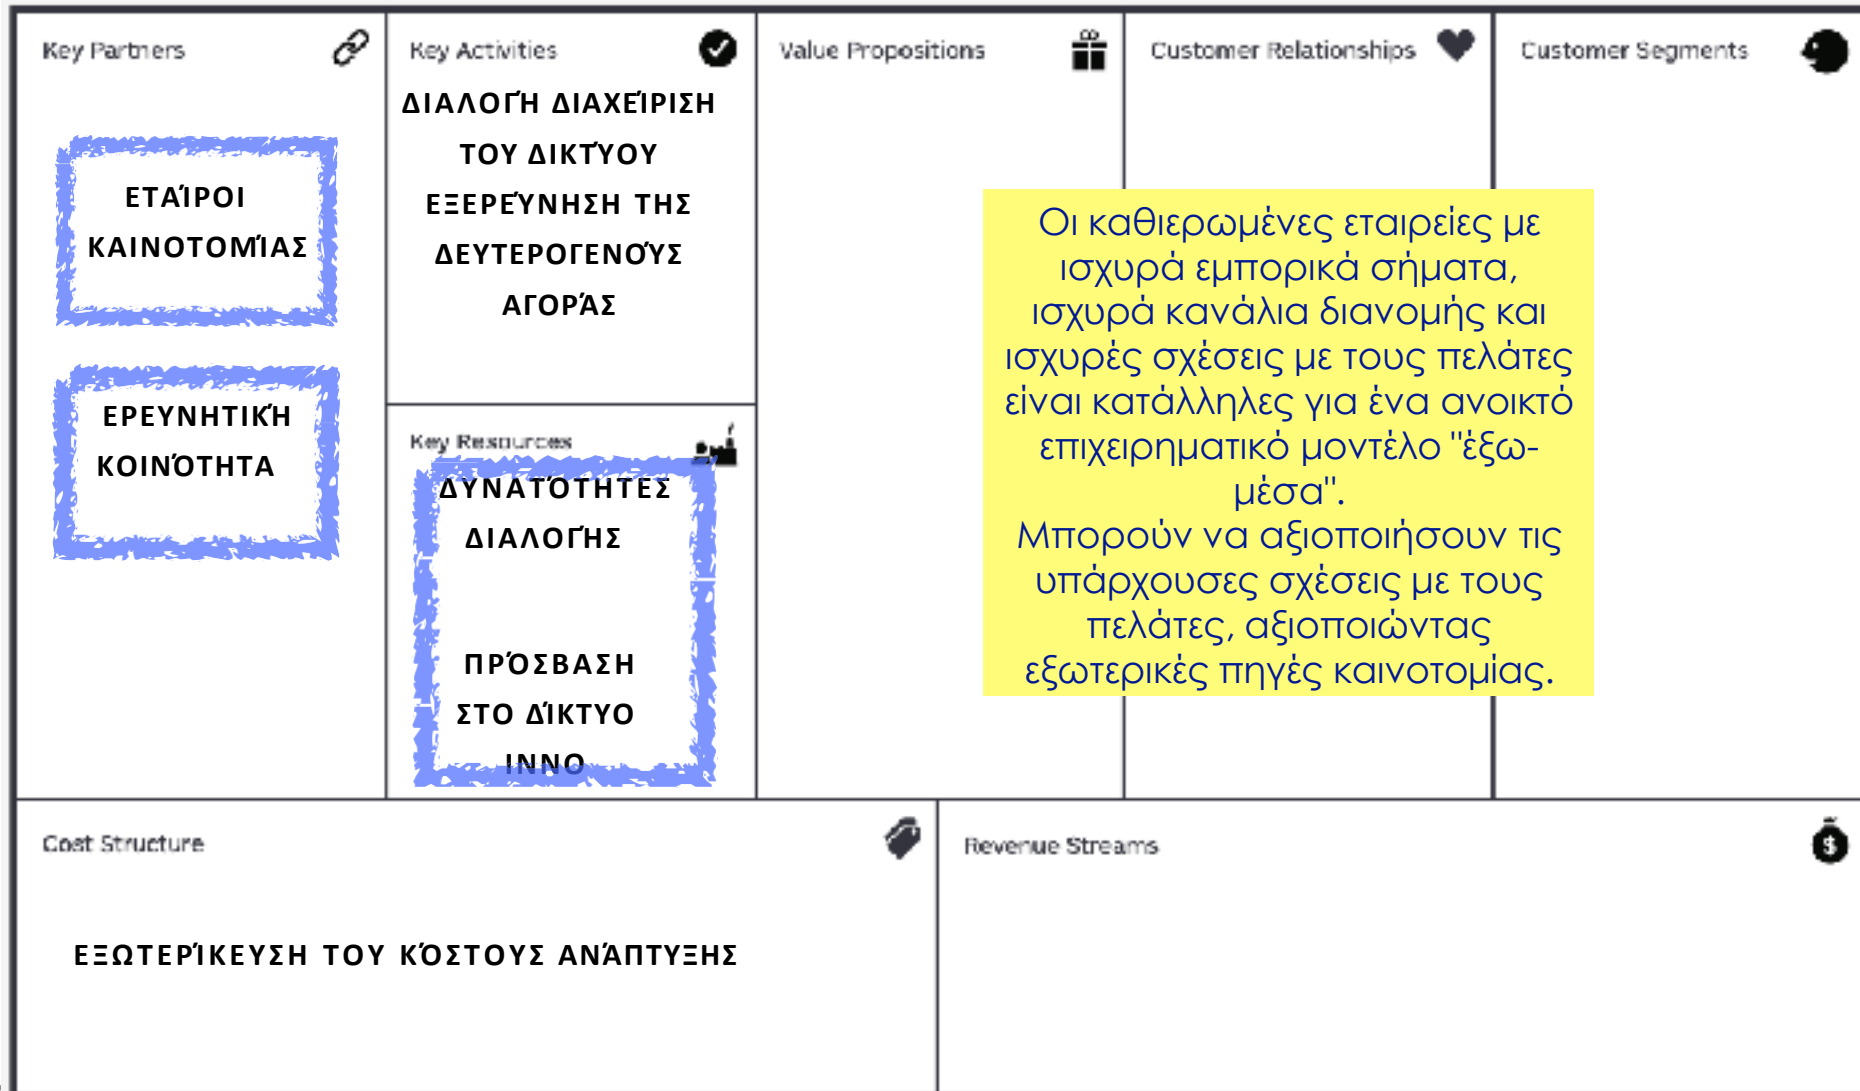 Key Partners
ΕΤΑΊΡΟΙ
ΚΑΙΝΟΤΟΜΊΑΣ
ΕΡΕΥΝΗΤΙΚΉ
ΚΟΙΝΌΤΗΤΑ
Key Activities
ΔΙΑΛΟΓΉ ΔΙΑΧΕΊΡΙΣΗ
ΤΟΥ ΔΙΚΤΎΟΥ
ΕΞΕΡΕΎΝΗΣΗ ΤΗΣ
ΔΕΥΤΕΡΟΓΕΝΟΎΣ
ΑΓΟΡΆΣ
Key Resources
ΔΥΝΑΤΌΤΗΤΕΣ
ΔΙΑΛΟΓΉΣ
ΠΡΌΣΒΑΣΗ
ΣΤΟ ΔΊΚΤΥΟ
INNO
Value Propositions
Customer Relationships
Customer Segments
Οι καθιερωμένες εταιρείες με
ισχυρά εμπορικά σήματα,
ισχυρά κανάλια διανομής και
ισχυρές σχέσεις με τους πελάτες
είναι κατάλληλες για ένα ανοικτό
επιχειρηματικό μοντέλο "έξω-
μέσα".
Μπορούν να αξιοποιήσουν τις
υπάρχουσες σχέσεις με τους
πελάτες, αξιοποιώντας
εξωτερικές πηγές καινοτομίας.
Cost Structure
ΕΞΩΤΕΡΊΚΕΥΣΗ ΤΟΥ ΚΌΣΤΟΥΣ ΑΝΆΠΤΥΞΗΣ
Revenue Streams
$